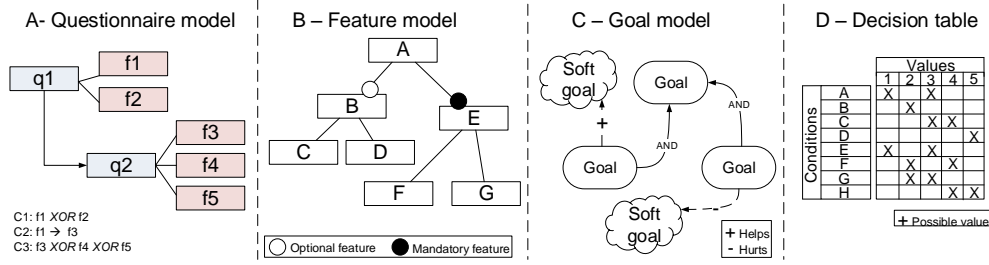 A- Questionnaire model
q1
f1
f2
q2
f3
f4
f5
C1: f1 XOR f2
C2: f1 → f3
C3: f3 XOR f4 XOR f5
B – Feature model
A
B
E
C
D
F
G
Optional feature
Mandatory feature
C – Goal model
Soft
goal
Goal
+
AND
AND
Goal
Goal
-
Soft
goal
+ Helps
- Hurts
D – Decision table
Values
1 2 3 4 5
Conditions
A X X
B X
C X X
D X
E X X
F X X
G X X
H X X
+ Possible value